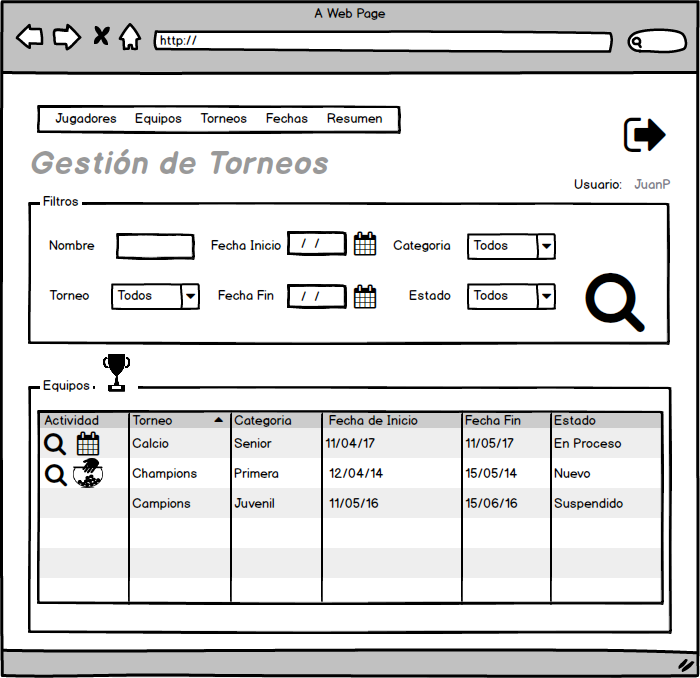 A Web Page
http://
Jugadores Equipos Torneos Fechas Resumen
Gestión de Torneos
Usuario: JuanP
Filtros
Nombre Fecha Inicio / / Categoria Todos
Torneo Todos Fecha Fin / / Estado Todos
Equipos
Actividad Torneo Categoria Fecha de Inicio Fecha Fin Estado
Calcio Senior 11/04/17 11/05/17 En Proceso
Champions Primera 12/04/14 15/05/14 Nuevo
Campions Juvenil 11/05/16 15/06/16 Suspendido